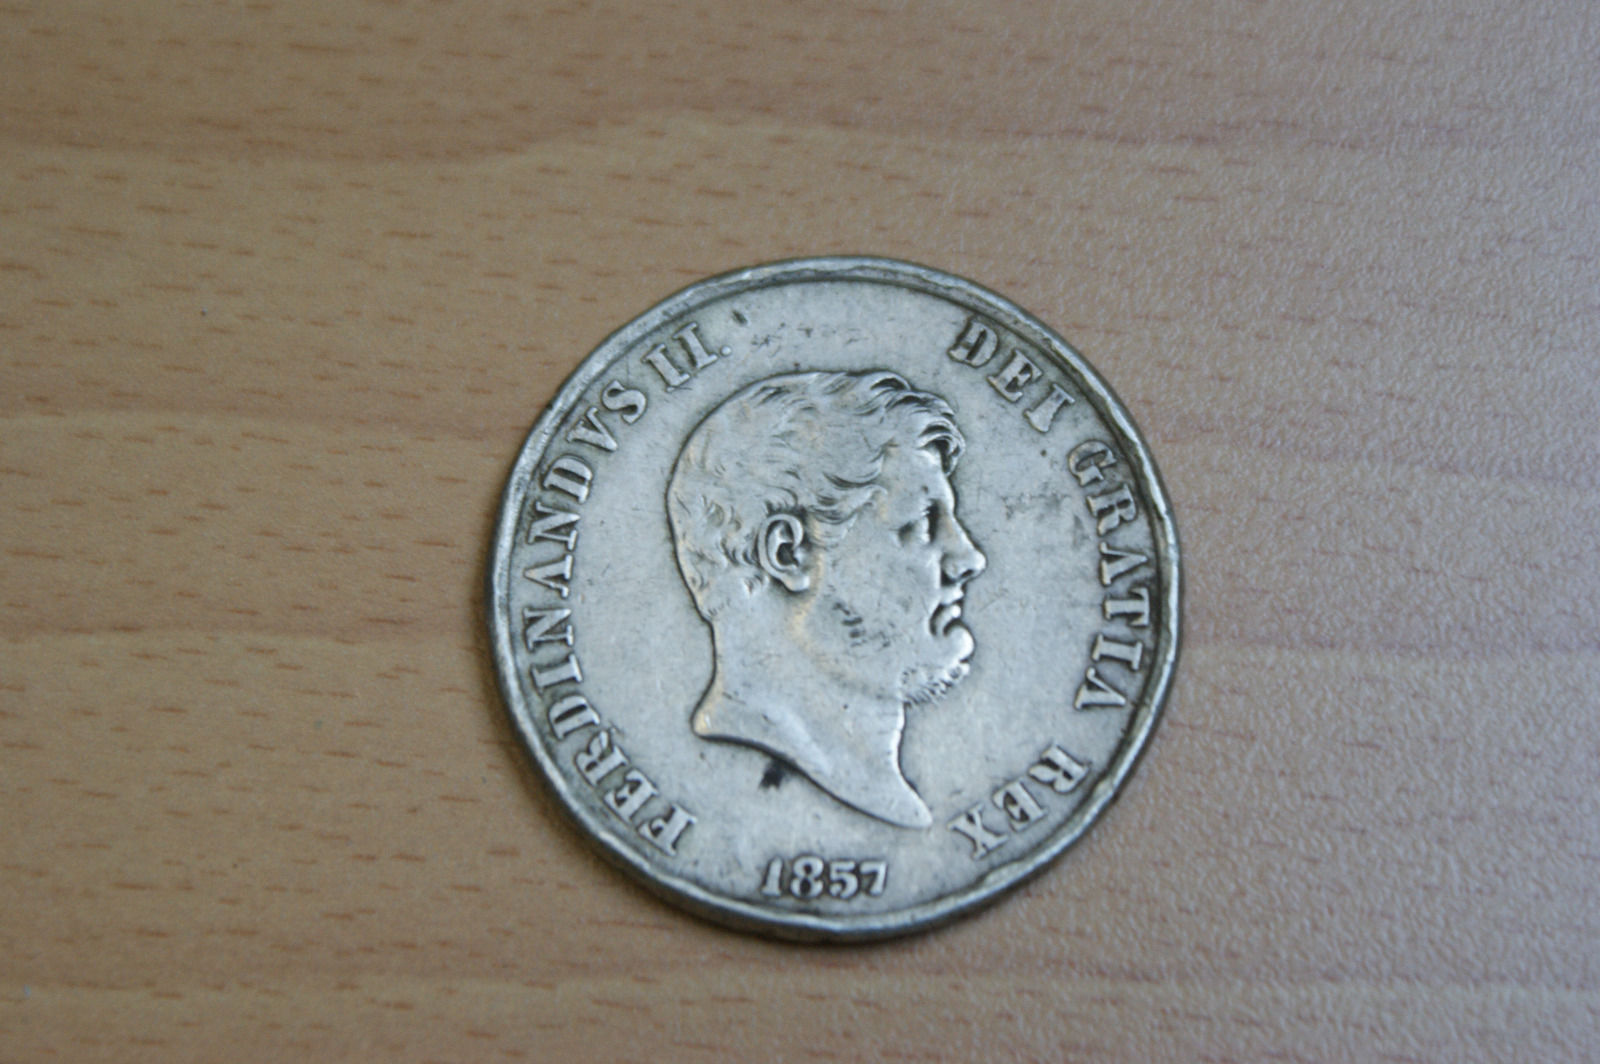 FERDINANDVS II. DEI GRATIA REX
1857